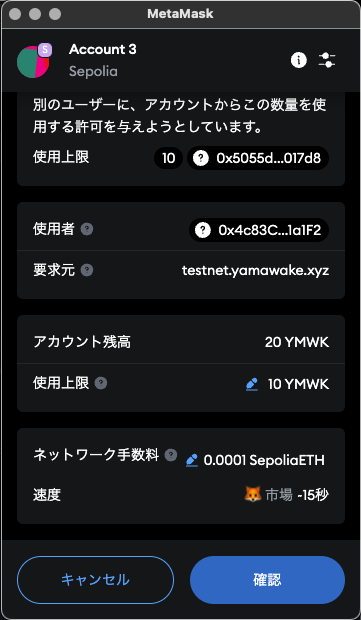 MetaMask
S
Account 3
Sepolia
別のユーザーに、アカウントからこの数量を使
用する許可を与えようとしています。
使用上限 10 ? 0x5055d...017d8
使用者 ? ? 0x4c83C...1a1F2
要求元 ? testnet.yamawake.xyz
アカウント残高 20 YMWK
使用上限 ? 10 YMWK
ネットワーク手数料 ? 0.0001 SepoliaETH
速度 🦊 市場 ~15秒
キャンセル 確認